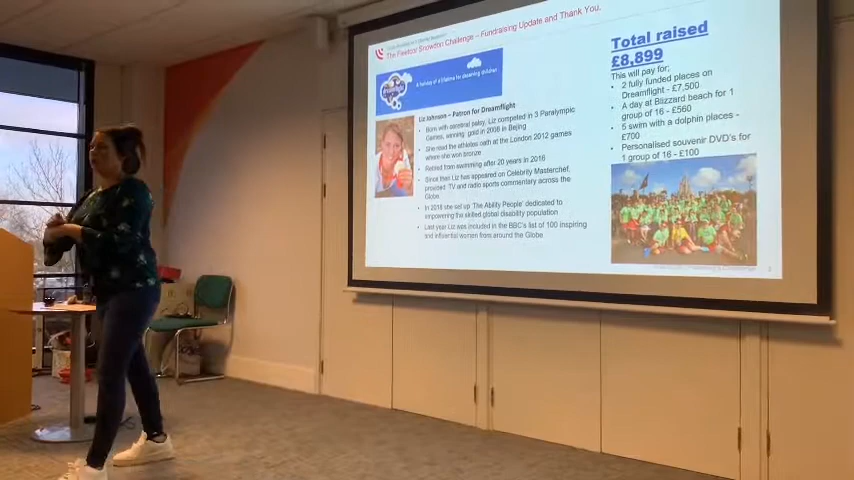 The Freefoot Snowdon Challenge – Fundraising Update and Thank You.
A holiday of a lifetime for deserving children
dreamflight
Liz Johnson – Patron for Dreamflight
• Born with cerebral palsy, Liz competed in 3 Paralympic
Games, winning gold in 2008 in Beijing
• She read the athletes oath at the London 2012 games
where she won Bronze
• Retired from swimming after 20 years in 2016
• Since then Liz has appeared on Celebrity Masterchef,
provided TV and radio sports commentary all across the
Globe.
• In 2018 she set up 'The Ability People' dedicated to
empowering the skilled global disability population
• Last year Liz was included in the BBC's list of 100 inspiring
and influential women from around the Globe
Total raised
£8,899
This will pay for:
• 2 fully funded places on
Dreamflight - £7,500
• A day at Blizzard beach for 1
group of 16 - £560
• 5 swim with a dolphin places -
£700
• Personalised souvenir DVD's for
1 group of 16 - £100